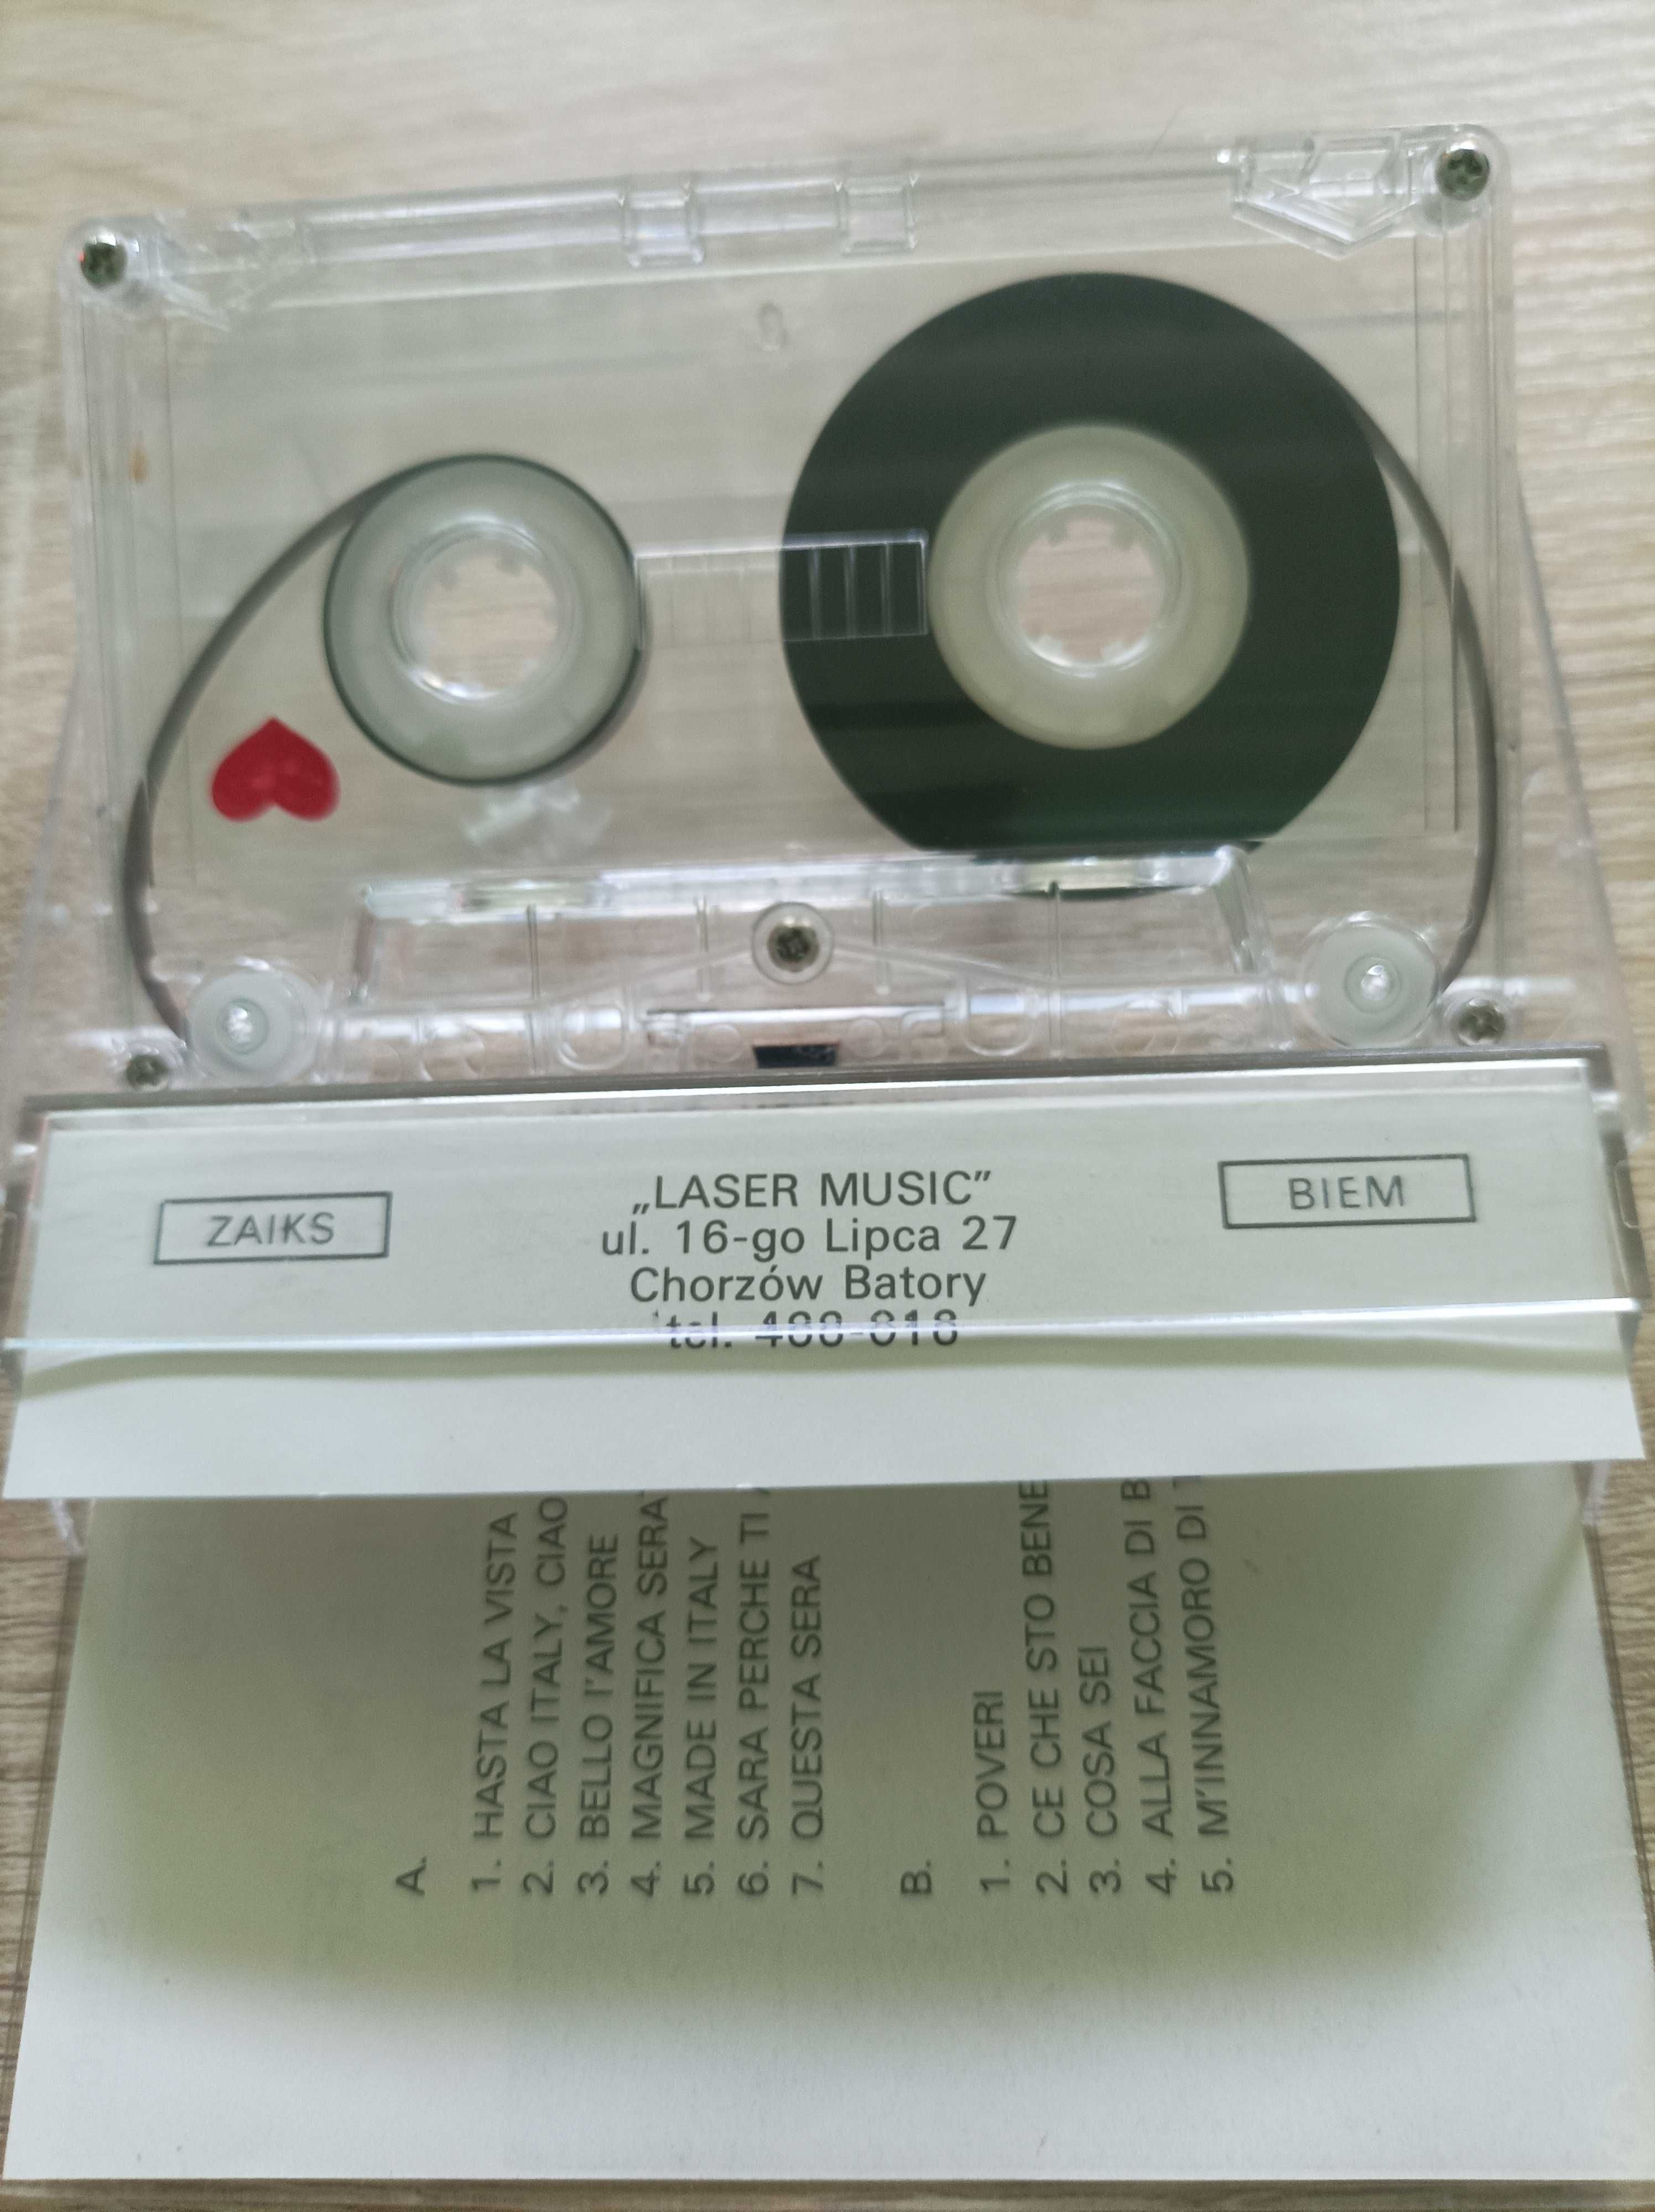 ZAIKS
„LASER MUSIC”
ul. 16-go Lipca 27
Chorzów Batory
tel.
BIEM
A.
1. HASTA LA VISTA
2. CIAO ITALY, CIAO
3. BELLO I'AMORE
4. MAGNIFICA SERA
5. MADE IN ITALY
6. SARA PERCHE TI
7. QUESTA SERA
B.
1. POVERI
2. CE CHE STO BENE
3. COSA SEI
4. ALLA FACCIA DI
5. M'INNAMORO DI